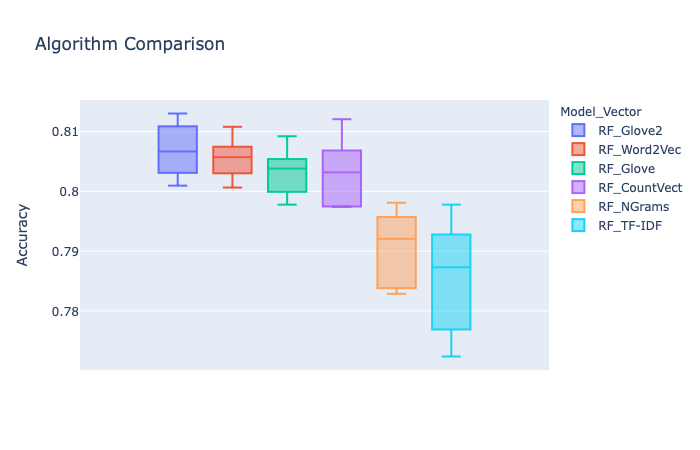 Algorithm Comparison
Model_Vector
RF_Glove2
RF_Word2Vec
RF_Glove
RF_CountVect
RF_NGrams
RF_TF-IDF
0.81
0.8
0.79
0.78
Accuracy